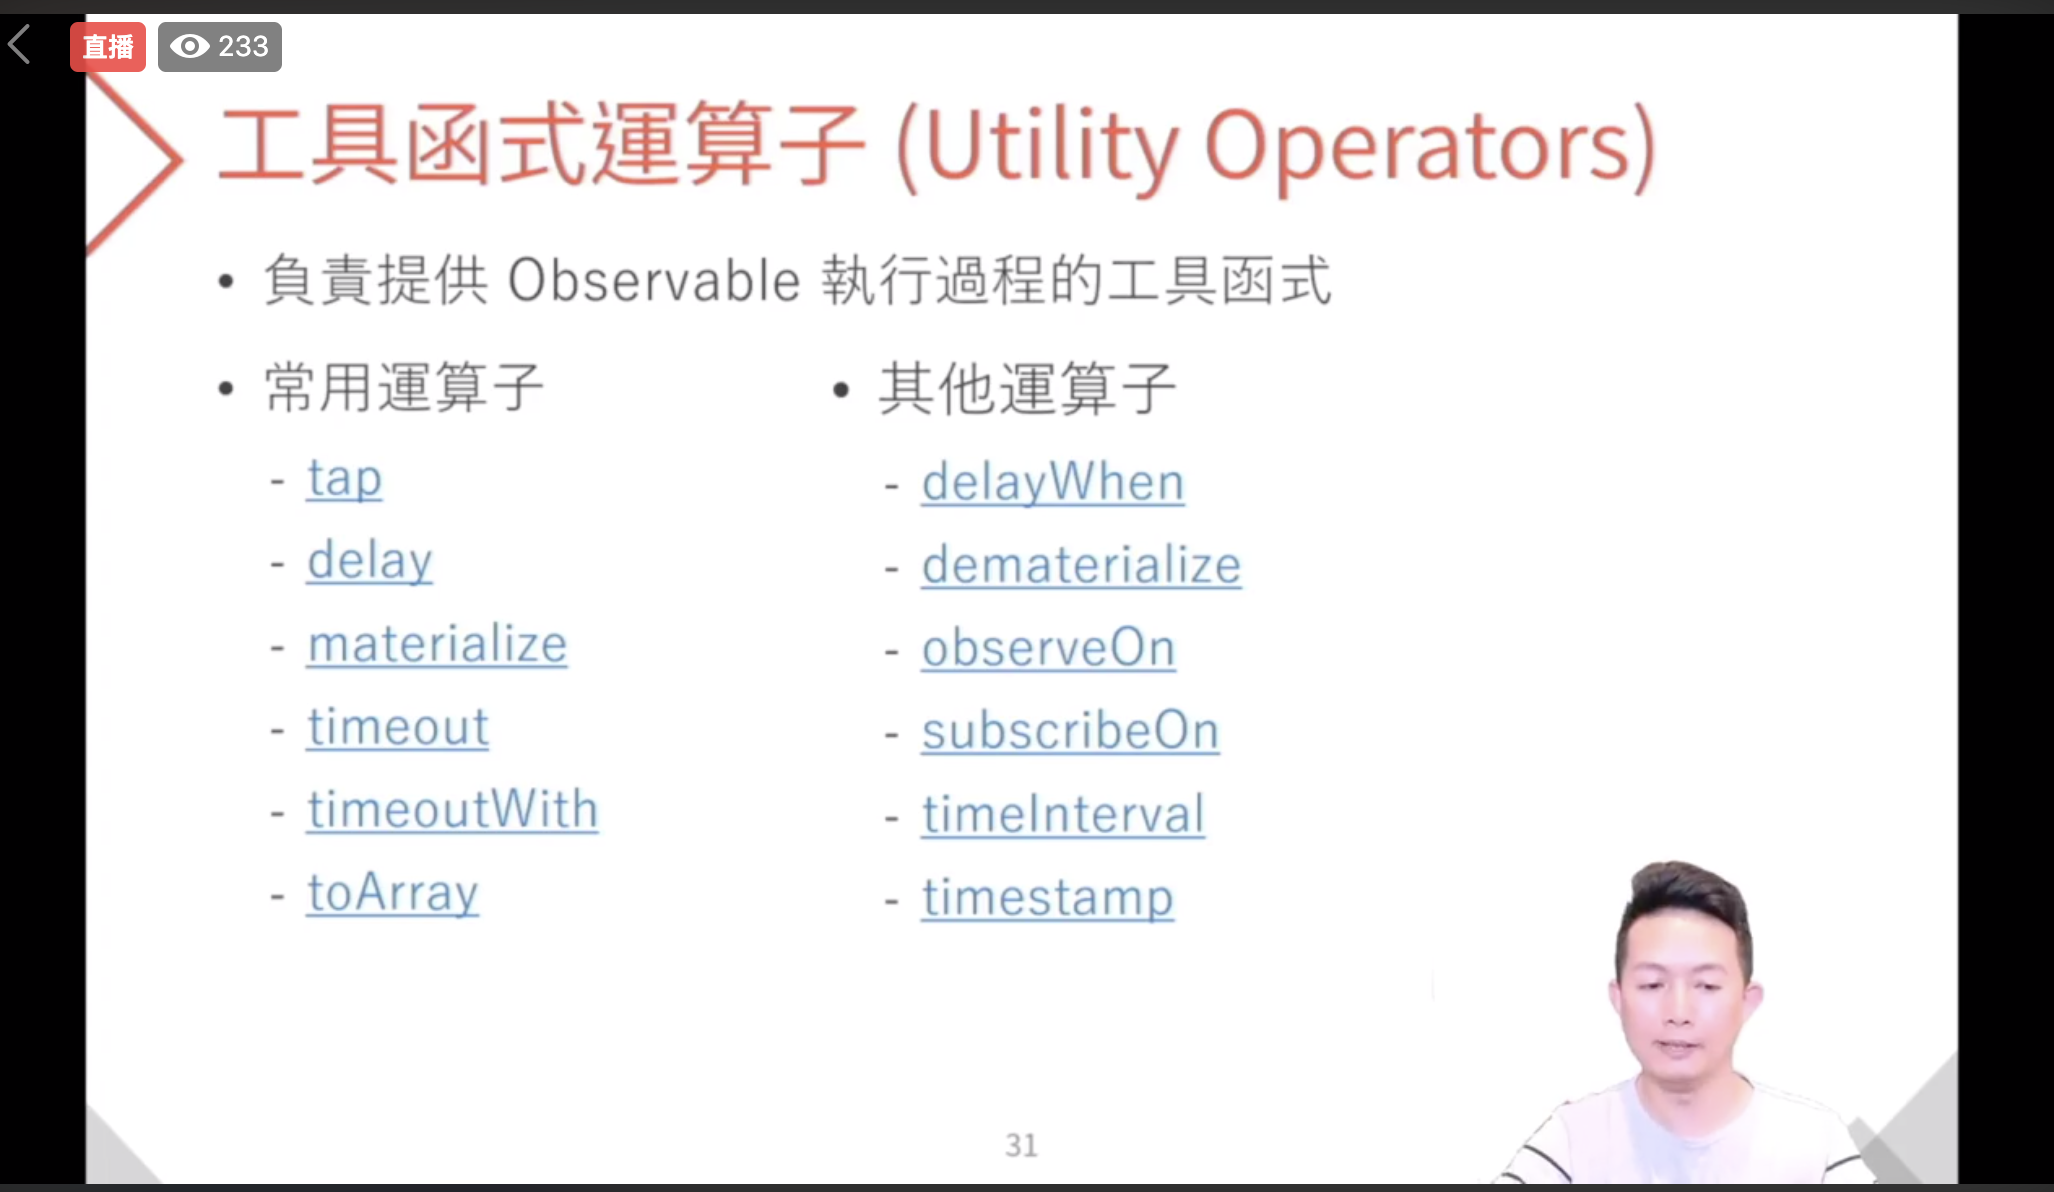 直播 233
工具函式運算子 (Utility Operators)
• 負責提供 Observable 執行過程的工具函式
• 常用運算子
- tap
- delay
- materialize
- timeout
- timeoutWith
- toArray
• 其他運算子
- delayWhen
- dematerialize
- observeOn
- subscribeOn
- timeInterval
- timestamp
31